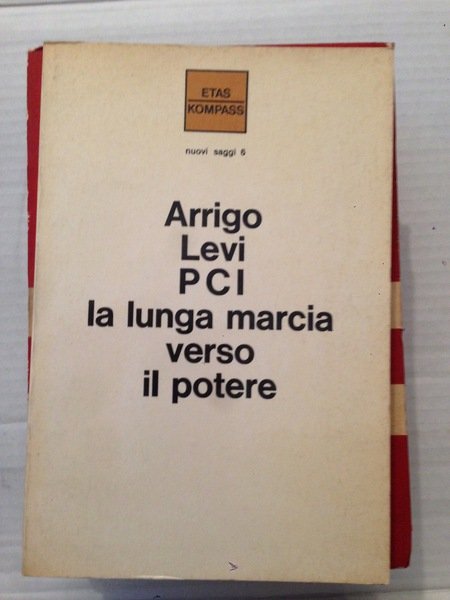 ETAS
KOMPASS
nuovi saggi 6
Arrigo
Levi
PCI
la lunga marcia
verso
il potere